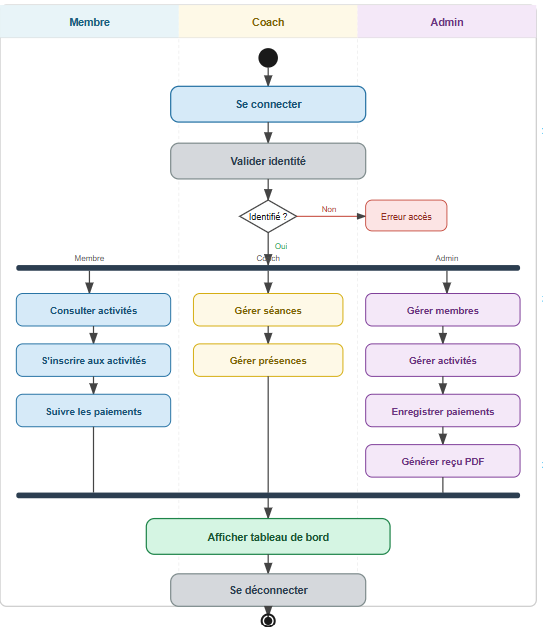 Membre
Coach
Admin
Se connecter
Valider identité
Identifié ?
Non
Erreur accès
Oui
Membre
Coach
Admin
Consulter activités
Gérer séances
Gérer membres
S'inscrire aux activités
Gérer présences
Gérer activités
Suivre les paiements
Enregistrer paiements
Générer reçu PDF
Afficher tableau de bord
Se déconnecter